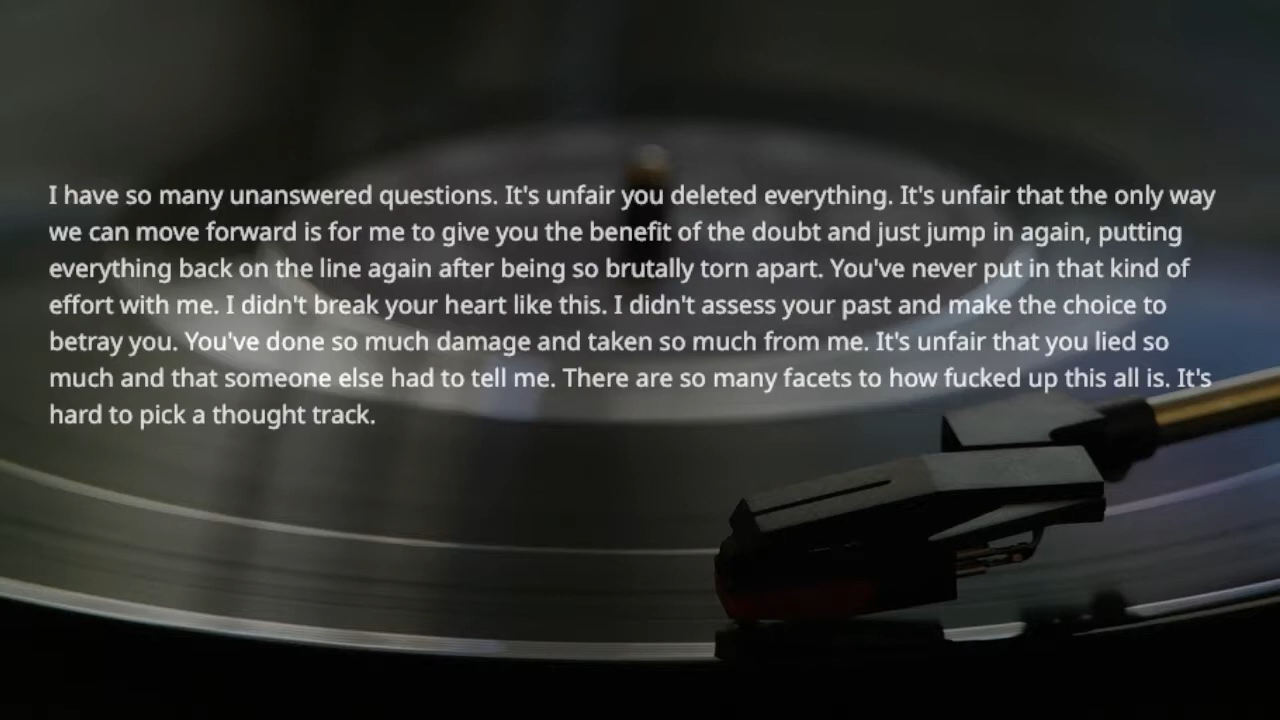 I have so many unanswered questions. It's unfair you deleted everything. It's unfair that the only way
we can move forward is for me to give you the benefit of the doubt and just jump in again, putting
everything back on the line again after being so brutally torn apart. You've never put in that kind of
effort with me. I didn't break your heart like this. I didn't assess your past and make the choice to
betray you. You've done so much damage and taken so much from me. It's unfair that you lied so
much and that someone else had to tell me. There are so many facets to how fucked up this all is. It's
hard to pick a thought track.